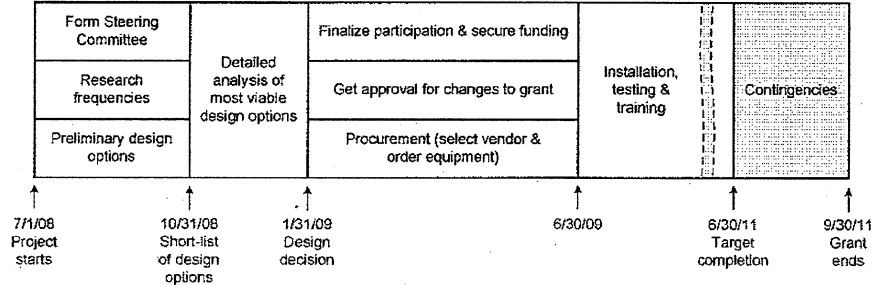 Form Steering
Committee
Research
frequencies
Preliminary design
options
Detailed
analysis of
most viable
design options
Finalize participation & secure funding
Get approval for changes to grant
Procurement (select vendor &
order equipment)
Installation,
testing &
training
Contingencies
7/1/08
Project
starts
10/31/08
Short-list
of design
options
1/31/09
Design
decision
6/30/09
6/30/11
Target
completion
9/30/11
Grant
ends